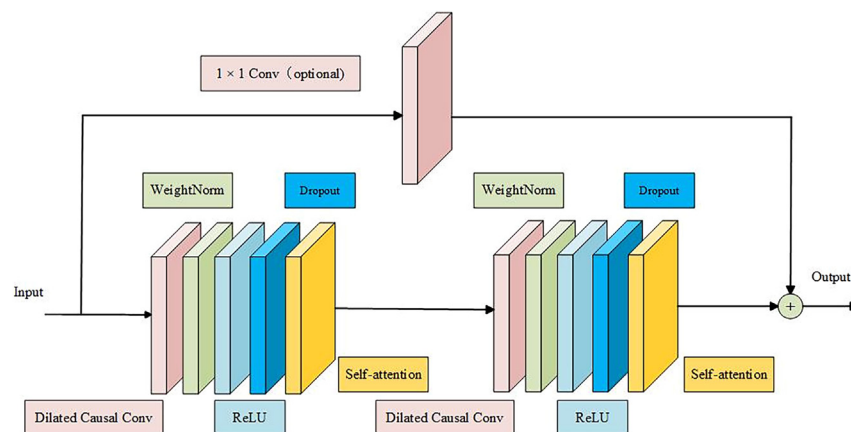 1 × 1 Conv（optional)
WeightNorm
Dropout
WeightNorm
Dropout
Input
Output
+
Self-attention
Self-attention
Dilated Causal Conv
ReLU
Dilated Causal Conv
ReLU